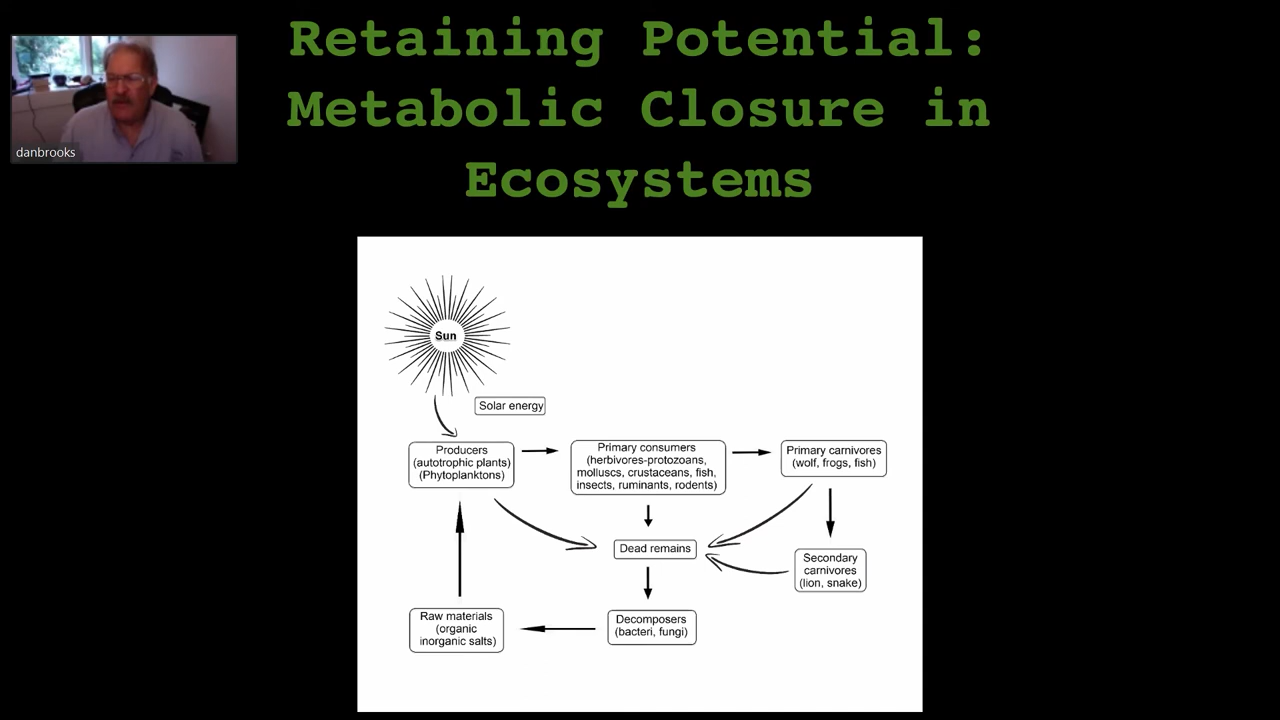 Retaining Potential:
Metabolic Closure in
Ecosystems
danbrooks
Sun
Solar energy
Producers
(autotrophic plants)
(Phytoplanktons)
Primary consumers
(herbivores-protozoans,
molluscs, crustaceans, fish,
insects, ruminants, rodents)
Primary carnivores
(wolf, frogs, fish)
Dead remains
Secondary
carnivores
(lion, snake)
Raw materials
(organic
inorganic salts)
Decomposers
(bacteri, fungi)